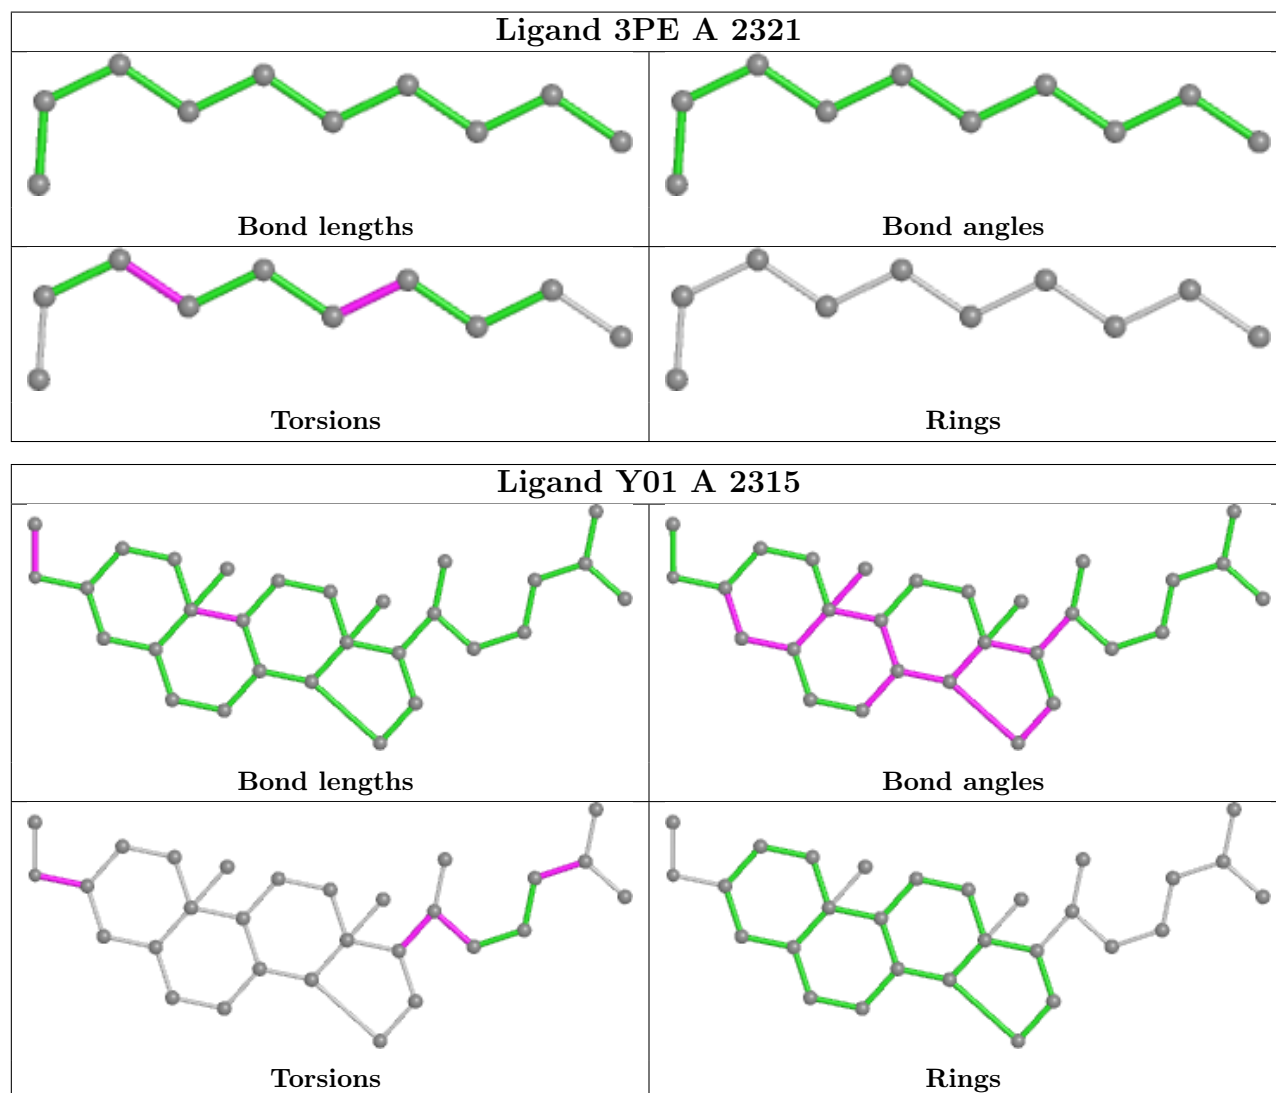 Ligand 3PE A 2321
Bond lengths
Bond angles
Torsions
Rings
Ligand Y01 A 2315
Bond lengths
Bond angles
Torsions
Rings